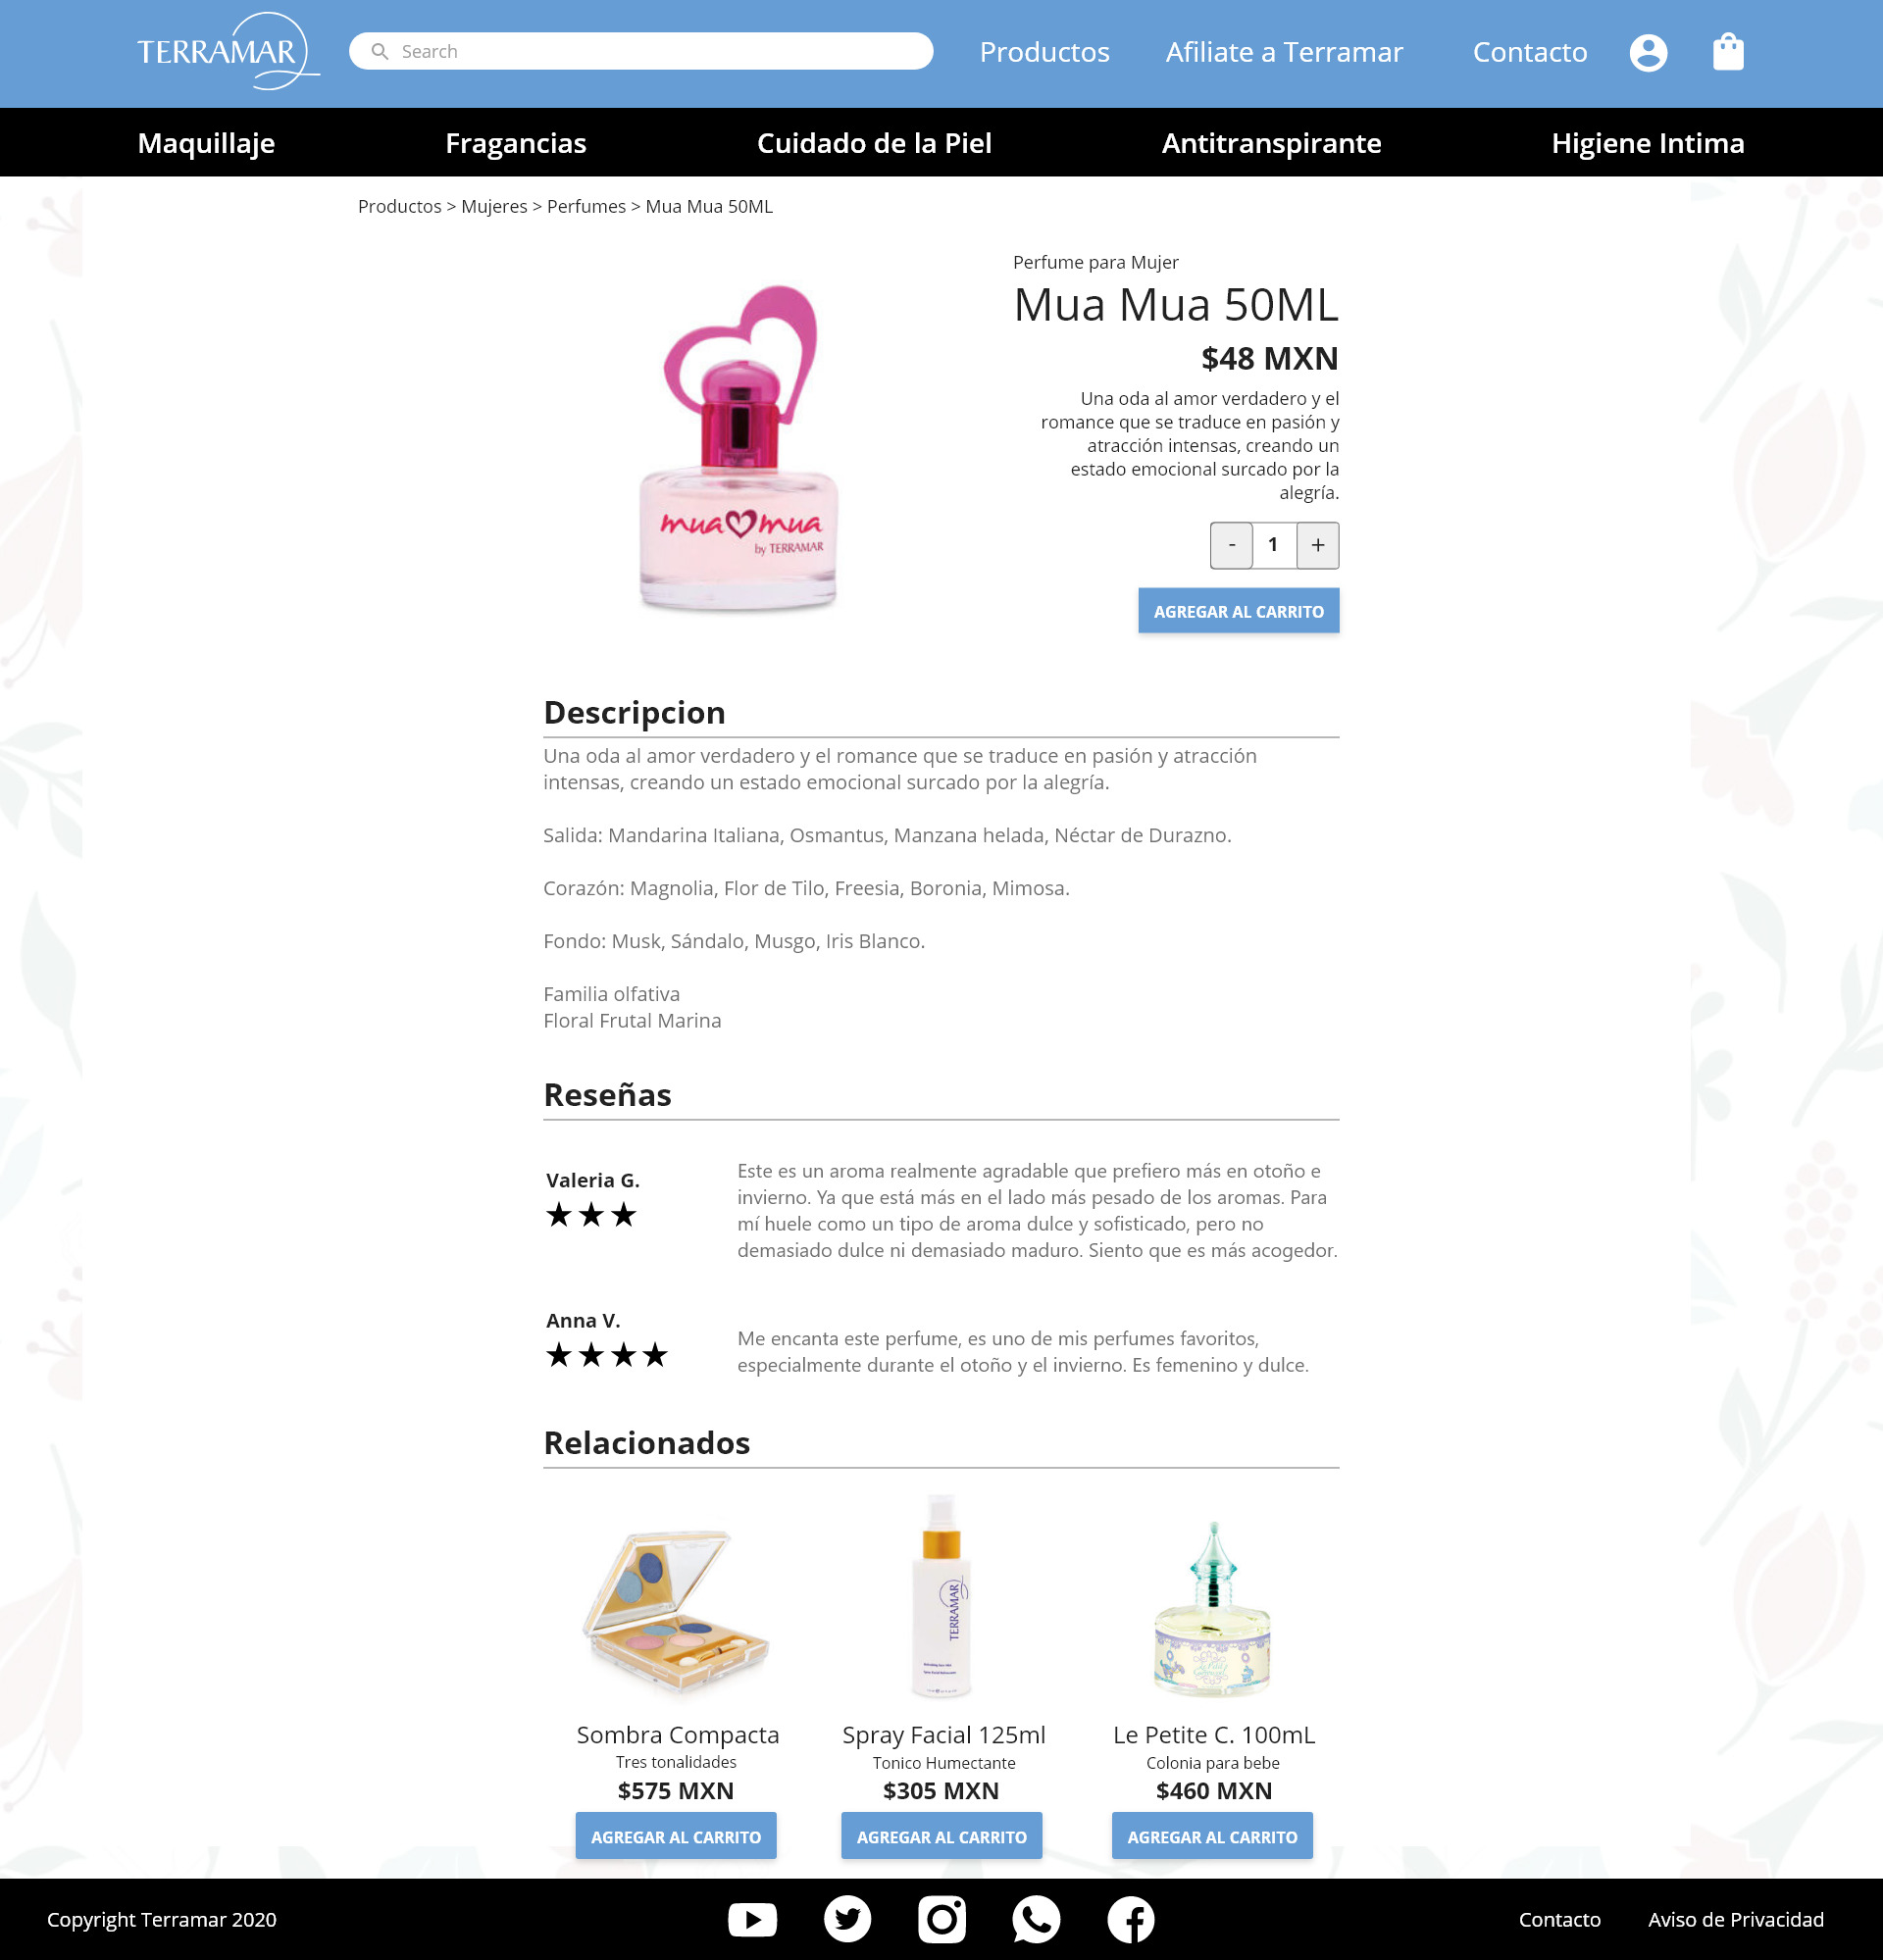 TERRAMAR
Search
Productos
Afiliate a Terramar
Contacto
Maquillaje
Fragancias
Cuidado de la Piel
Antitranspirante
Higiene Intima
Productos > Mujeres > Perfumes > Mua Mua 50ML
mua mua
by TERRAMAR
Perfume para Mujer
Mua Mua 50ML
$48 MXN
Una oda al amor verdadero y el
romance que se traduce en pasión y
atracción intensas, creando un
estado emocional surcado por la
alegría.
- 1 +
AGREGAR AL CARRITO
Descripcion
Una oda al amor verdadero y el romance que se traduce en pasión y atracción
intensas, creando un estado emocional surcado por la alegría.
Salida: Mandarina Italiana, Osmantus, Manzana helada, Néctar de Durazno.
Corazón: Magnolia, Flor de Tilo, Freesia, Boronia, Mimosa.
Fondo: Musk, Sándalo, Musgo, Iris Blanco.
Familia olfativa
Floral Frutal Marina
Reseñas
Valeria G.
Este es un aroma realmente agradable que prefiero más en otoño e
invierno. Ya que está más en el lado más pesado de los aromas. Para
mí huele como un tipo de aroma dulce y sofisticado, pero no
demasiado dulce ni demasiado maduro. Siento que es más acogedor.
Anna V.
Me encanta este perfume, es uno de mis perfumes favoritos,
especialmente durante el otoño y el invierno. Es femenino y dulce.
Relacionados
TERRAMAR
Sombra Compacta
Tres tonalidades
$575 MXN
AGREGAR AL CARRITO
Spray Facial 125ml
Tonico Humectante
$305 MXN
AGREGAR AL CARRITO
Le Petite C. 100mL
Colonia para bebe
$460 MXN
AGREGAR AL CARRITO
Copyright Terramar 2020
Contacto
Aviso de Privacidad